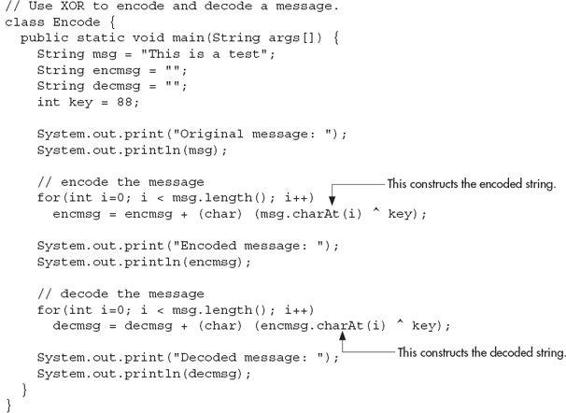 // Use XOR to encode and decode a message.
class Encode {
  public static void main(String args[]) {
    String msg = "This is a test";
    String encmsg = "";
    String decmsg = "";
    int key = 88;

    System.out.print("Original message: ");
    System.out.println(msg);

    // encode the message
    for(int i=0; i < msg.length(); i++)
      encmsg = encmsg + (char) (msg.charAt(i) ^ key);
This constructs the encoded string.

    System.out.print("Encoded message: ");
    System.out.println(encmsg);

    // decode the message
    for(int i=0; i < msg.length(); i++)
      decmsg = decmsg + (char) (encmsg.charAt(i) ^ key);
This constructs the decoded string.

    System.out.print("Decoded message: ");
    System.out.println(decmsg);
  }
}